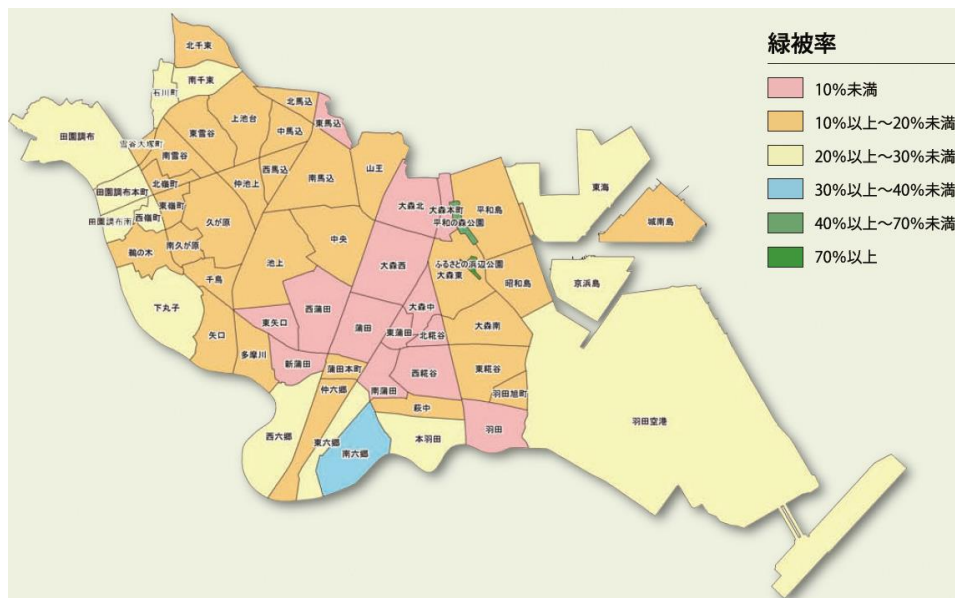 緑被率
10%未満
10%以上～20%未満
20%以上～30%未満
30%以上～40%未満
40%以上～70%未満
70%以上
北千束
南千束
石川町
北馬込
東馬込
田園調布
上池台
東雪谷
中馬込
雪谷大塚町
南雪谷
山王
西馬込
南馬込
東海
北嶺町
仲池上
田園調布本町
東嶺町
大森北
大森本町
平和島
平和の森公園
城南島
田園調布南
西嶺町
久が原
中央
鵜の木
南久が原
池上
大森西
ふるさとの浜辺公園
大森東
千鳥
昭和島
京浜島
下丸子
西蒲田
大森中
東矢口
蒲田
東蒲田
北糀谷
大森南
矢口
多摩川
新蒲田
蒲田本町
西糀谷
東糀谷
仲六郷
南蒲田
羽田旭町
萩中
羽田空港
西六郷
東六郷
本羽田
羽田
南六郷